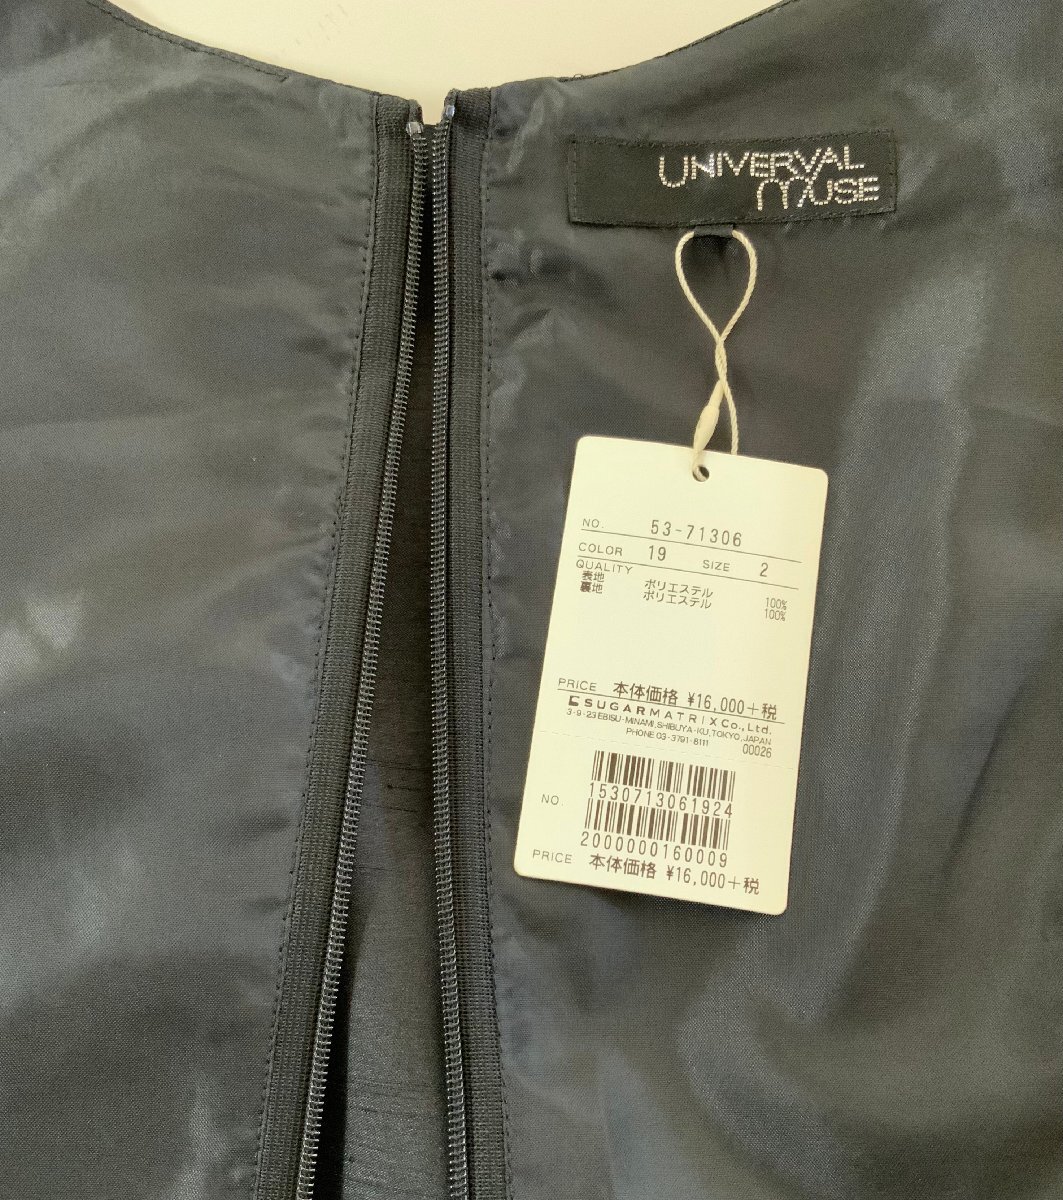 UNIVERVAL
MUSE
NO. 53-71306
COLOR 19 SIZE 2
QUALITY
表地 ポリエステル 100%
裏地 ポリエステル 100%
PRICE 本体価格 ¥16,000+税
SUGARMATRIX Co., Ltd.
3-9-23 EBISU-MINAMI, SHIBUYA-KU, TOKYO, JAPAN
PHONE 03-3791-8111 00026
1530713061924
NO.
2000000160009
PRICE 本体価格 ¥16,000+税